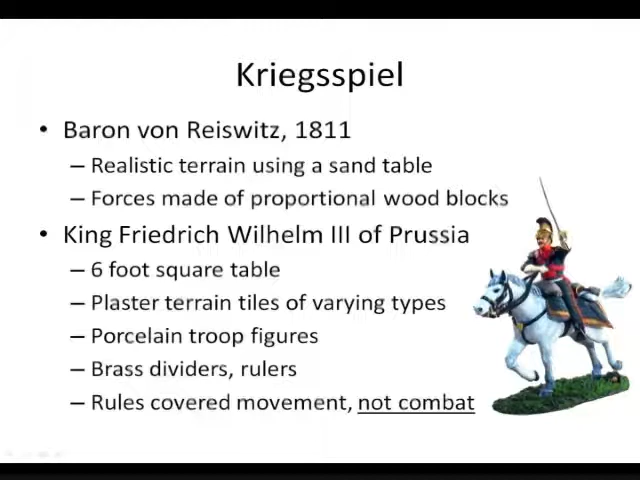 Kriegsspiel
• Baron von Reiswitz, 1811
– Realistic terrain using a sand table
– Forces made of proportional wood blocks
• King Friedrich Wilhelm III of Prussia
– 6 foot square table
– Plaster terrain tiles of varying types
– Porcelain troop figures
– Brass dividers, rulers
– Rules covered movement, not combat